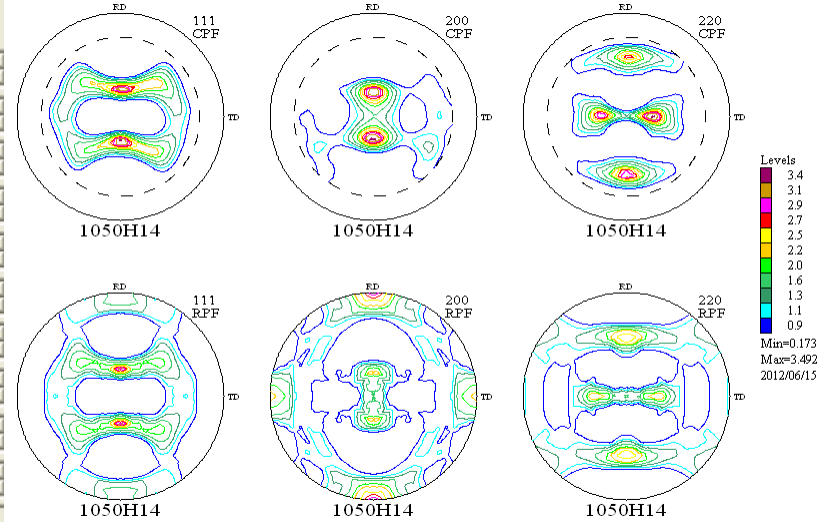 RD
111
CPF
TD
1050H14
RD
200
CPF
TD
1050H14
RD
220
CPF
TD
1050H14
Levels
3.4
3.1
2.9
2.7
2.5
2.2
2.0
1.6
1.3
1.1
0.9
Min=0.173
Max=3.492
2012/06/15
RD
111
RPF
TD
1050H14
RD
200
RPF
TD
1050H14
RD
220
RPF
TD
1050H14